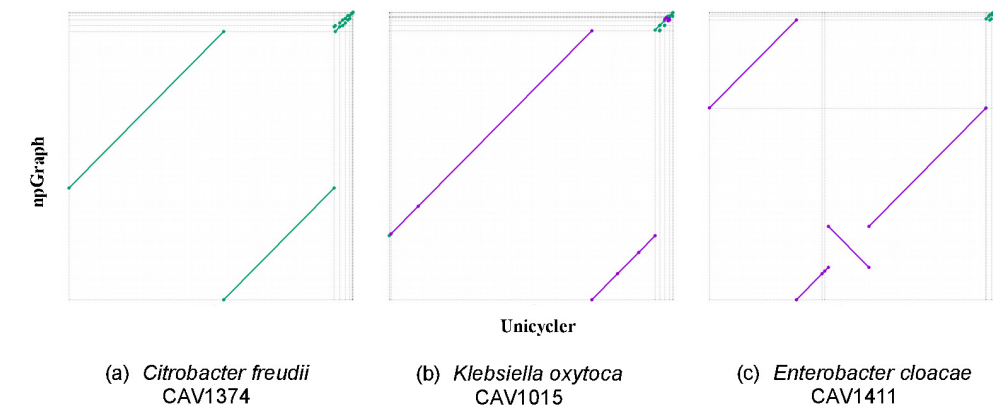 npGraph
Unicycler
(a) Citrobacter freudii
CAV1374
(b) Klebsiella oxytoca
CAV1015
(c) Enterobacter cloacae
CAV1411